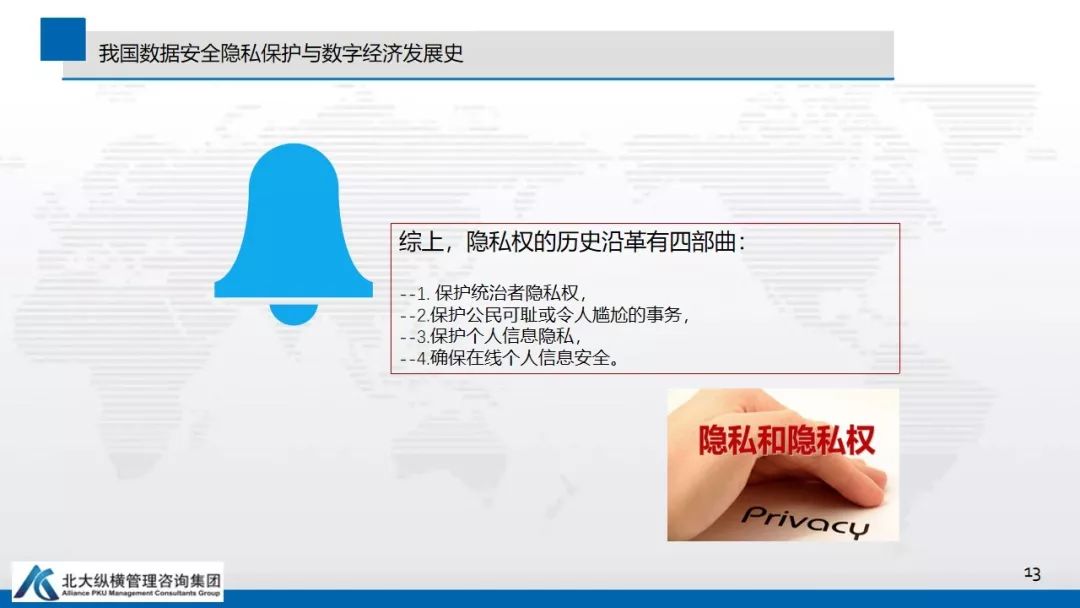 我国数据安全隐私保护与数字经济发展史
综上，隐私权的历史沿革有四部曲：
--1. 保护统治者隐私权，
--2.保护公民可耻或令人尴尬的事务，
--3.保护个人信息隐私，
--4.确保在线个人信息安全。
隐私和隐私权
Privacy
北大纵横管理咨询集团
Alliance PKU Management Consultants Group
13